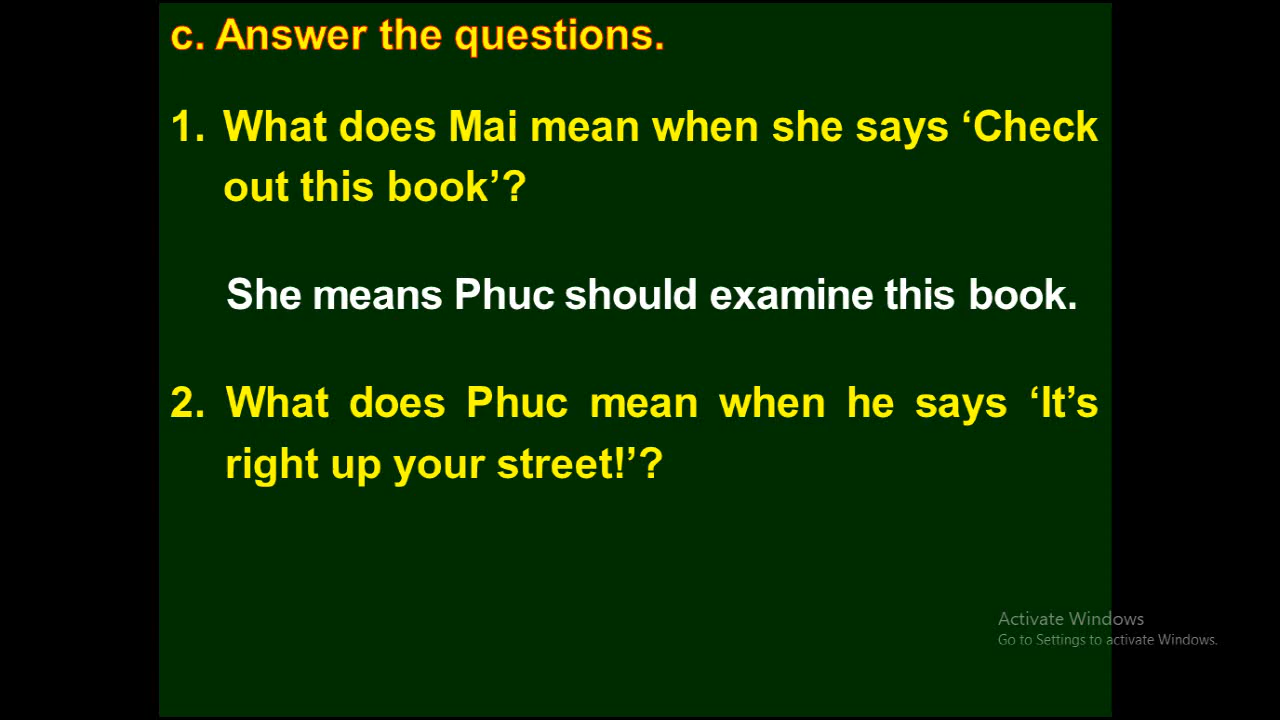 c. Answer the questions.
1. What does Mai mean when she says ‘Check
out this book’?
She means Phuc should examine this book.
2. What does Phuc mean when he says ‘It’s
right up your street!’?
Activate Windows
Go to Settings to activate Windows.